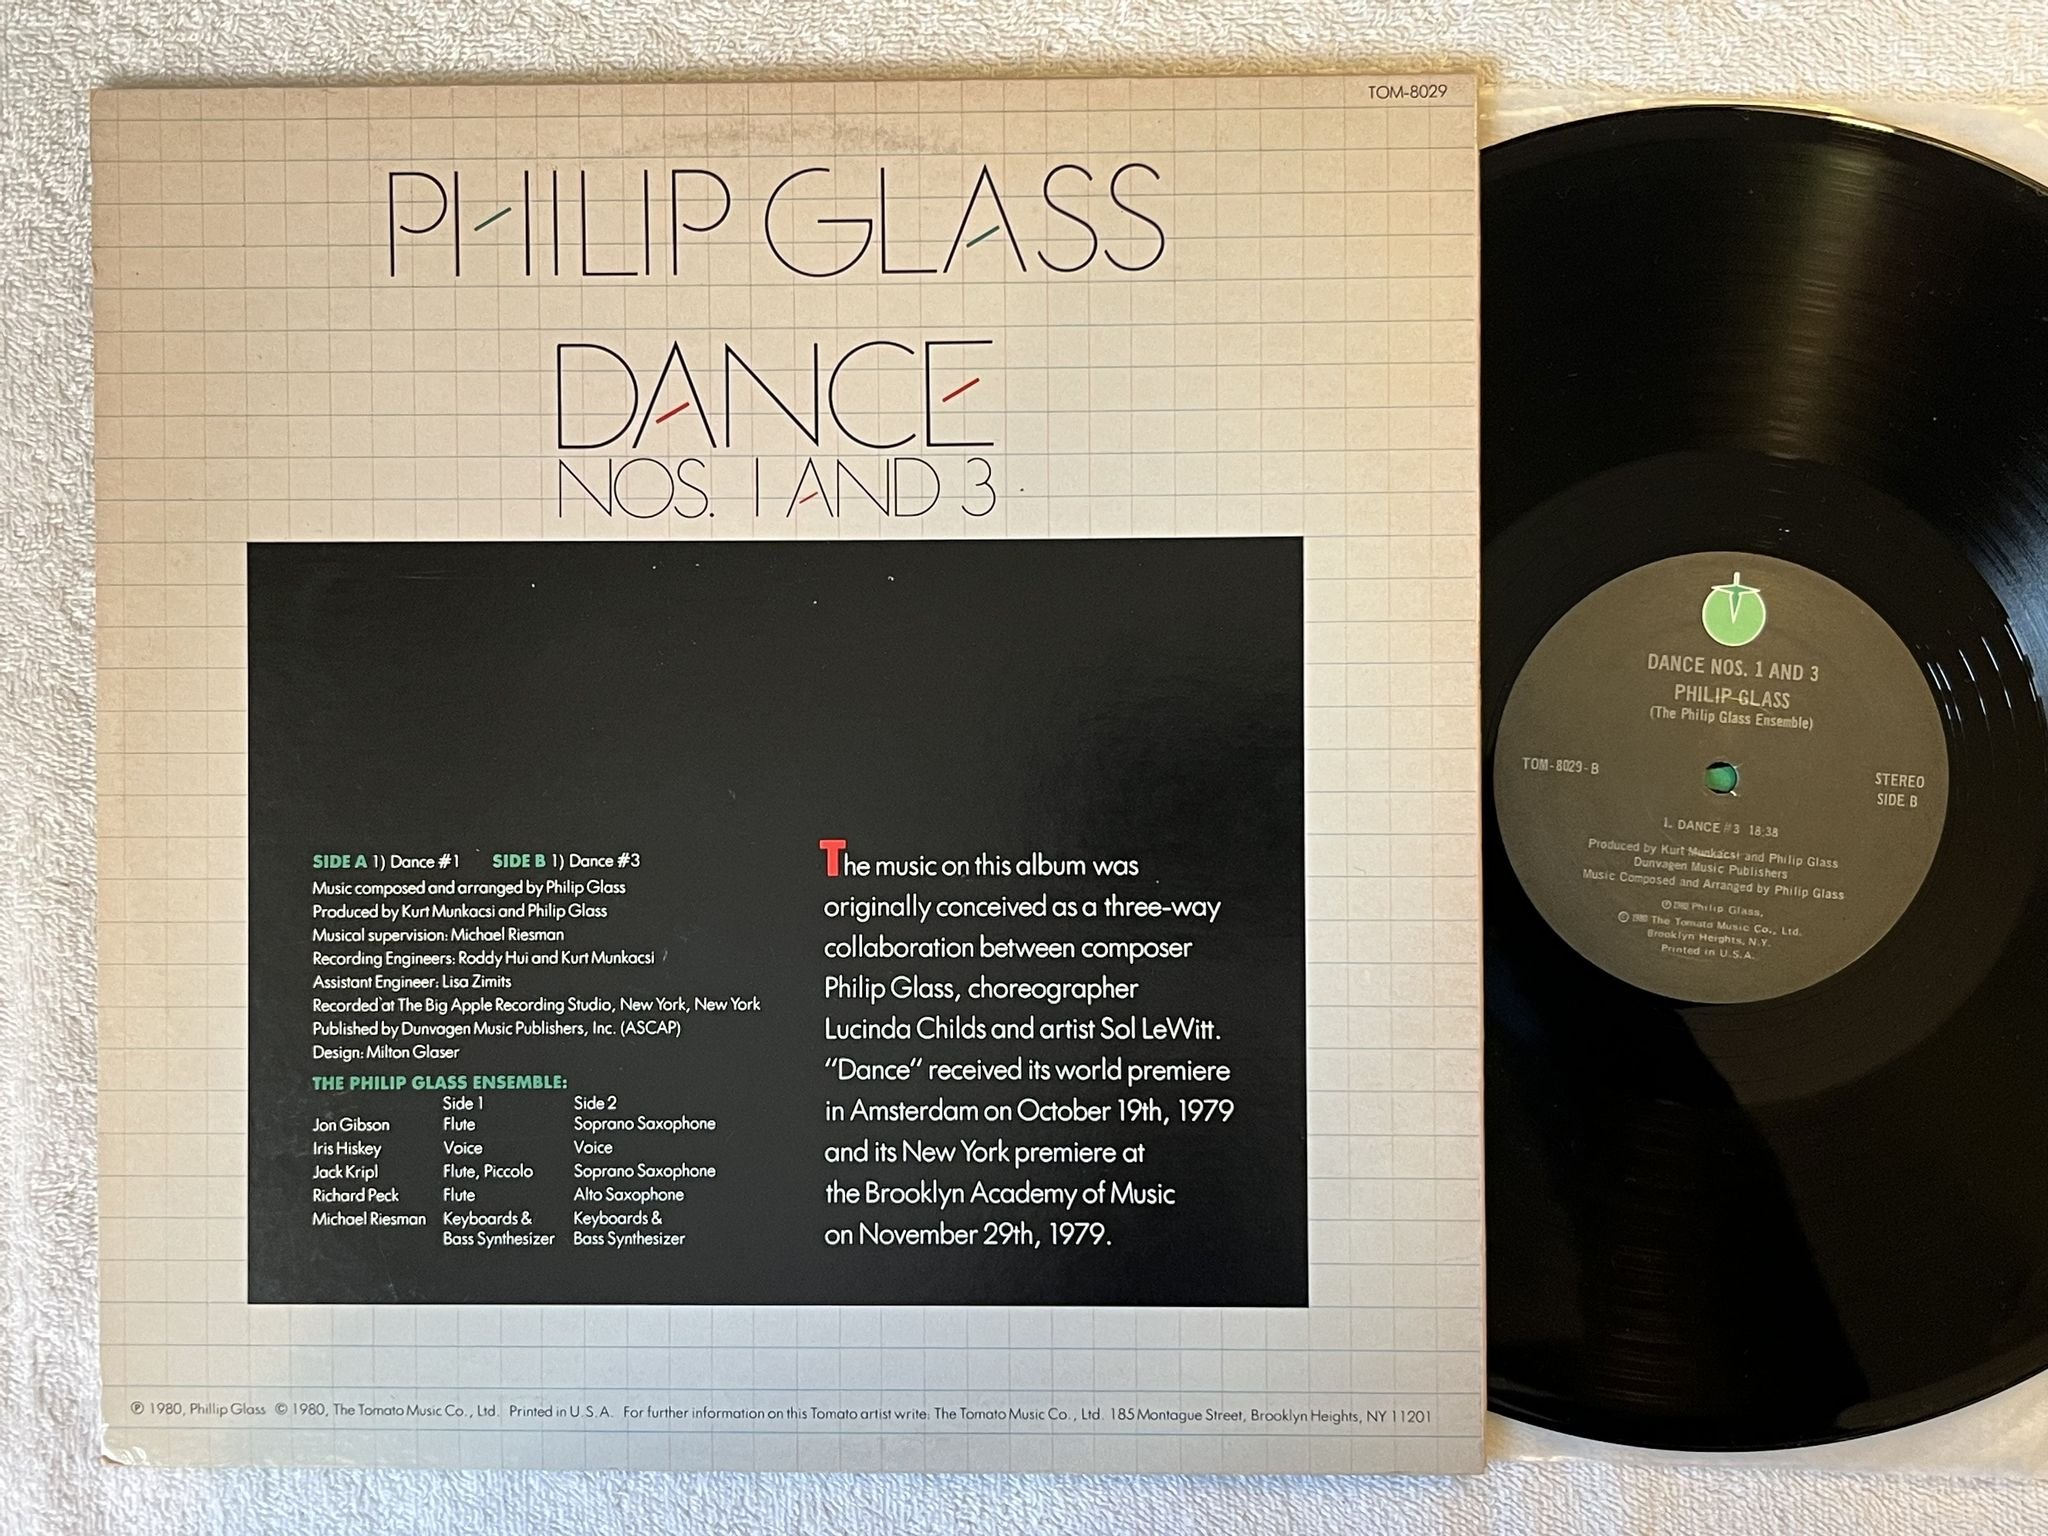 TOM-8029
PHILIP GLASS
DANCE
NOS. 1 AND 3
SIDE A 1) Dance #1 SIDE B 1) Dance #3
Music composed and arranged by Philip Glass
Produced by Kurt Munkacsi and Philip Glass
Musical supervision: Michael Riesman
Recording Engineers: Roddy Hui and Kurt Munkacsi
Assistant Engineer: Lisa Zimits
Recorded at The Big Apple Recording Studio, New York, New York
Published by Dunvagen Music Publishers, Inc. (ASCAP)
Design: Milton Glaser
THE PHILIP GLASS ENSEMBLE:
Side 1 Side 2
Jon Gibson Flute Soprano Saxophone
Iris Hiskey Voice Voice
Jack Kripl Flute, Piccolo Soprano Saxophone
Richard Peck Flute Alto Saxophone
Michael Riesman Keyboards & Keyboards &
Bass Synthesizer Bass Synthesizer
The music on this album was
originally conceived as a three-way
collaboration between composer
Philip Glass, choreographer
Lucinda Childs and artist Sol LeWitt.
"Dance" received its world premiere
in Amsterdam on October 19th, 1979
and its New York premiere at
the Brooklyn Academy of Music
on November 29th, 1979.
℗ 1980, Phillip Glass © 1980, The Tomato Music Co., Ltd. Printed in U.S.A. For further information on this Tomato artist write: The Tomato Music Co., Ltd. 185 Montague Street, Brooklyn Heights, NY 11201
DANCE NOS. 1 AND 3
PHILIP GLASS
(The Philip Glass Ensemble)
TOM-8029-B
STEREO
SIDE B
1. DANCE #3 18:38
Produced by Kurt Munkacsi and Philip Glass
Dunvagen Music Publishers
Music Composed and Arranged by Philip Glass
℗ 1980 Philip Glass,
© 1980 The Tomato Music Co., Ltd.
Brooklyn Heights, N.Y.
Printed in U.S.A.